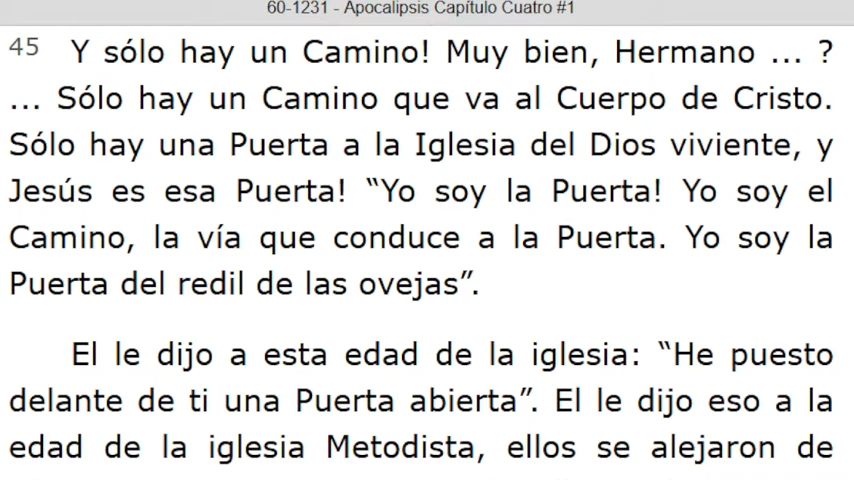 60-1231 - Apocalipsis Capítulo Cuatro #1
45 Y sólo hay un Camino! Muy bien, Hermano ... ?
... Sólo hay un Camino que va al Cuerpo de Cristo.
Sólo hay una Puerta a la Iglesia del Dios viviente, y
Jesús es esa Puerta! “Yo soy la Puerta! Yo soy el
Camino, la vía que conduce a la Puerta. Yo soy la
Puerta del redil de las ovejas”.
El le dijo a esta edad de la iglesia: “He puesto
delante de ti una Puerta abierta”. El le dijo eso a la
edad de la iglesia Metodista, ellos se alejaron de